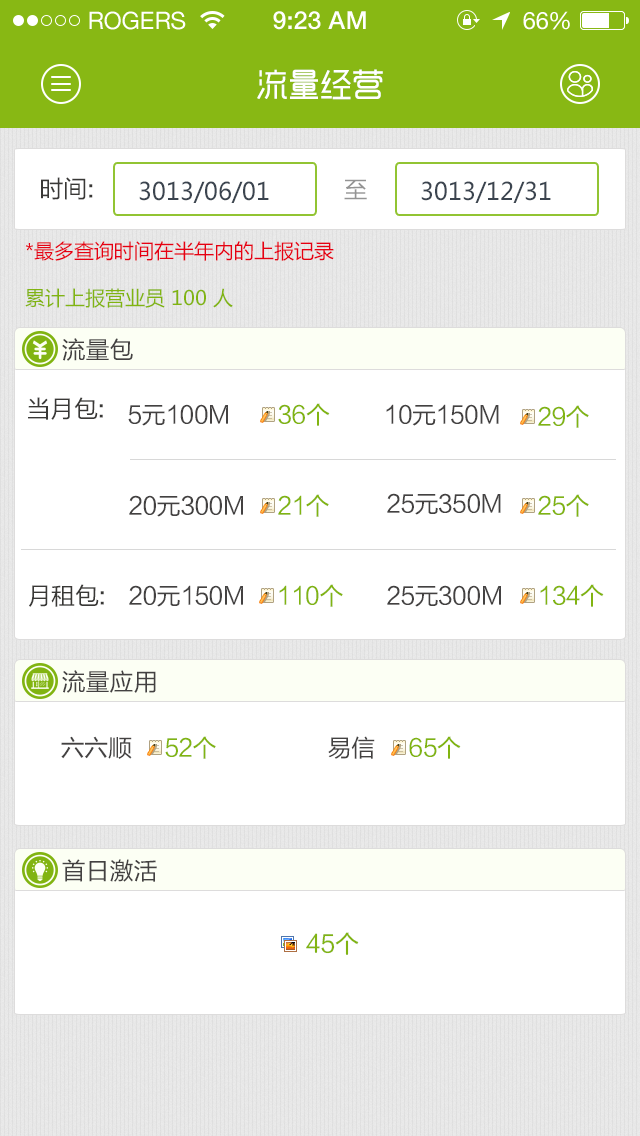 ROGERS 9:23 AM 66%
流量经营
时间: 3013/06/01 至 3013/12/31
*最多查询时间在半年内的上报记录
累计上报营业员 100 人
¥ 流量包
当月包: 5元100M 36个 10元150M 29个
20元300M 21个 25元350M 25个
月租包: 20元150M 110个 25元300M 134个
流量应用
六六顺 52个 易信 65个
首日激活
45个